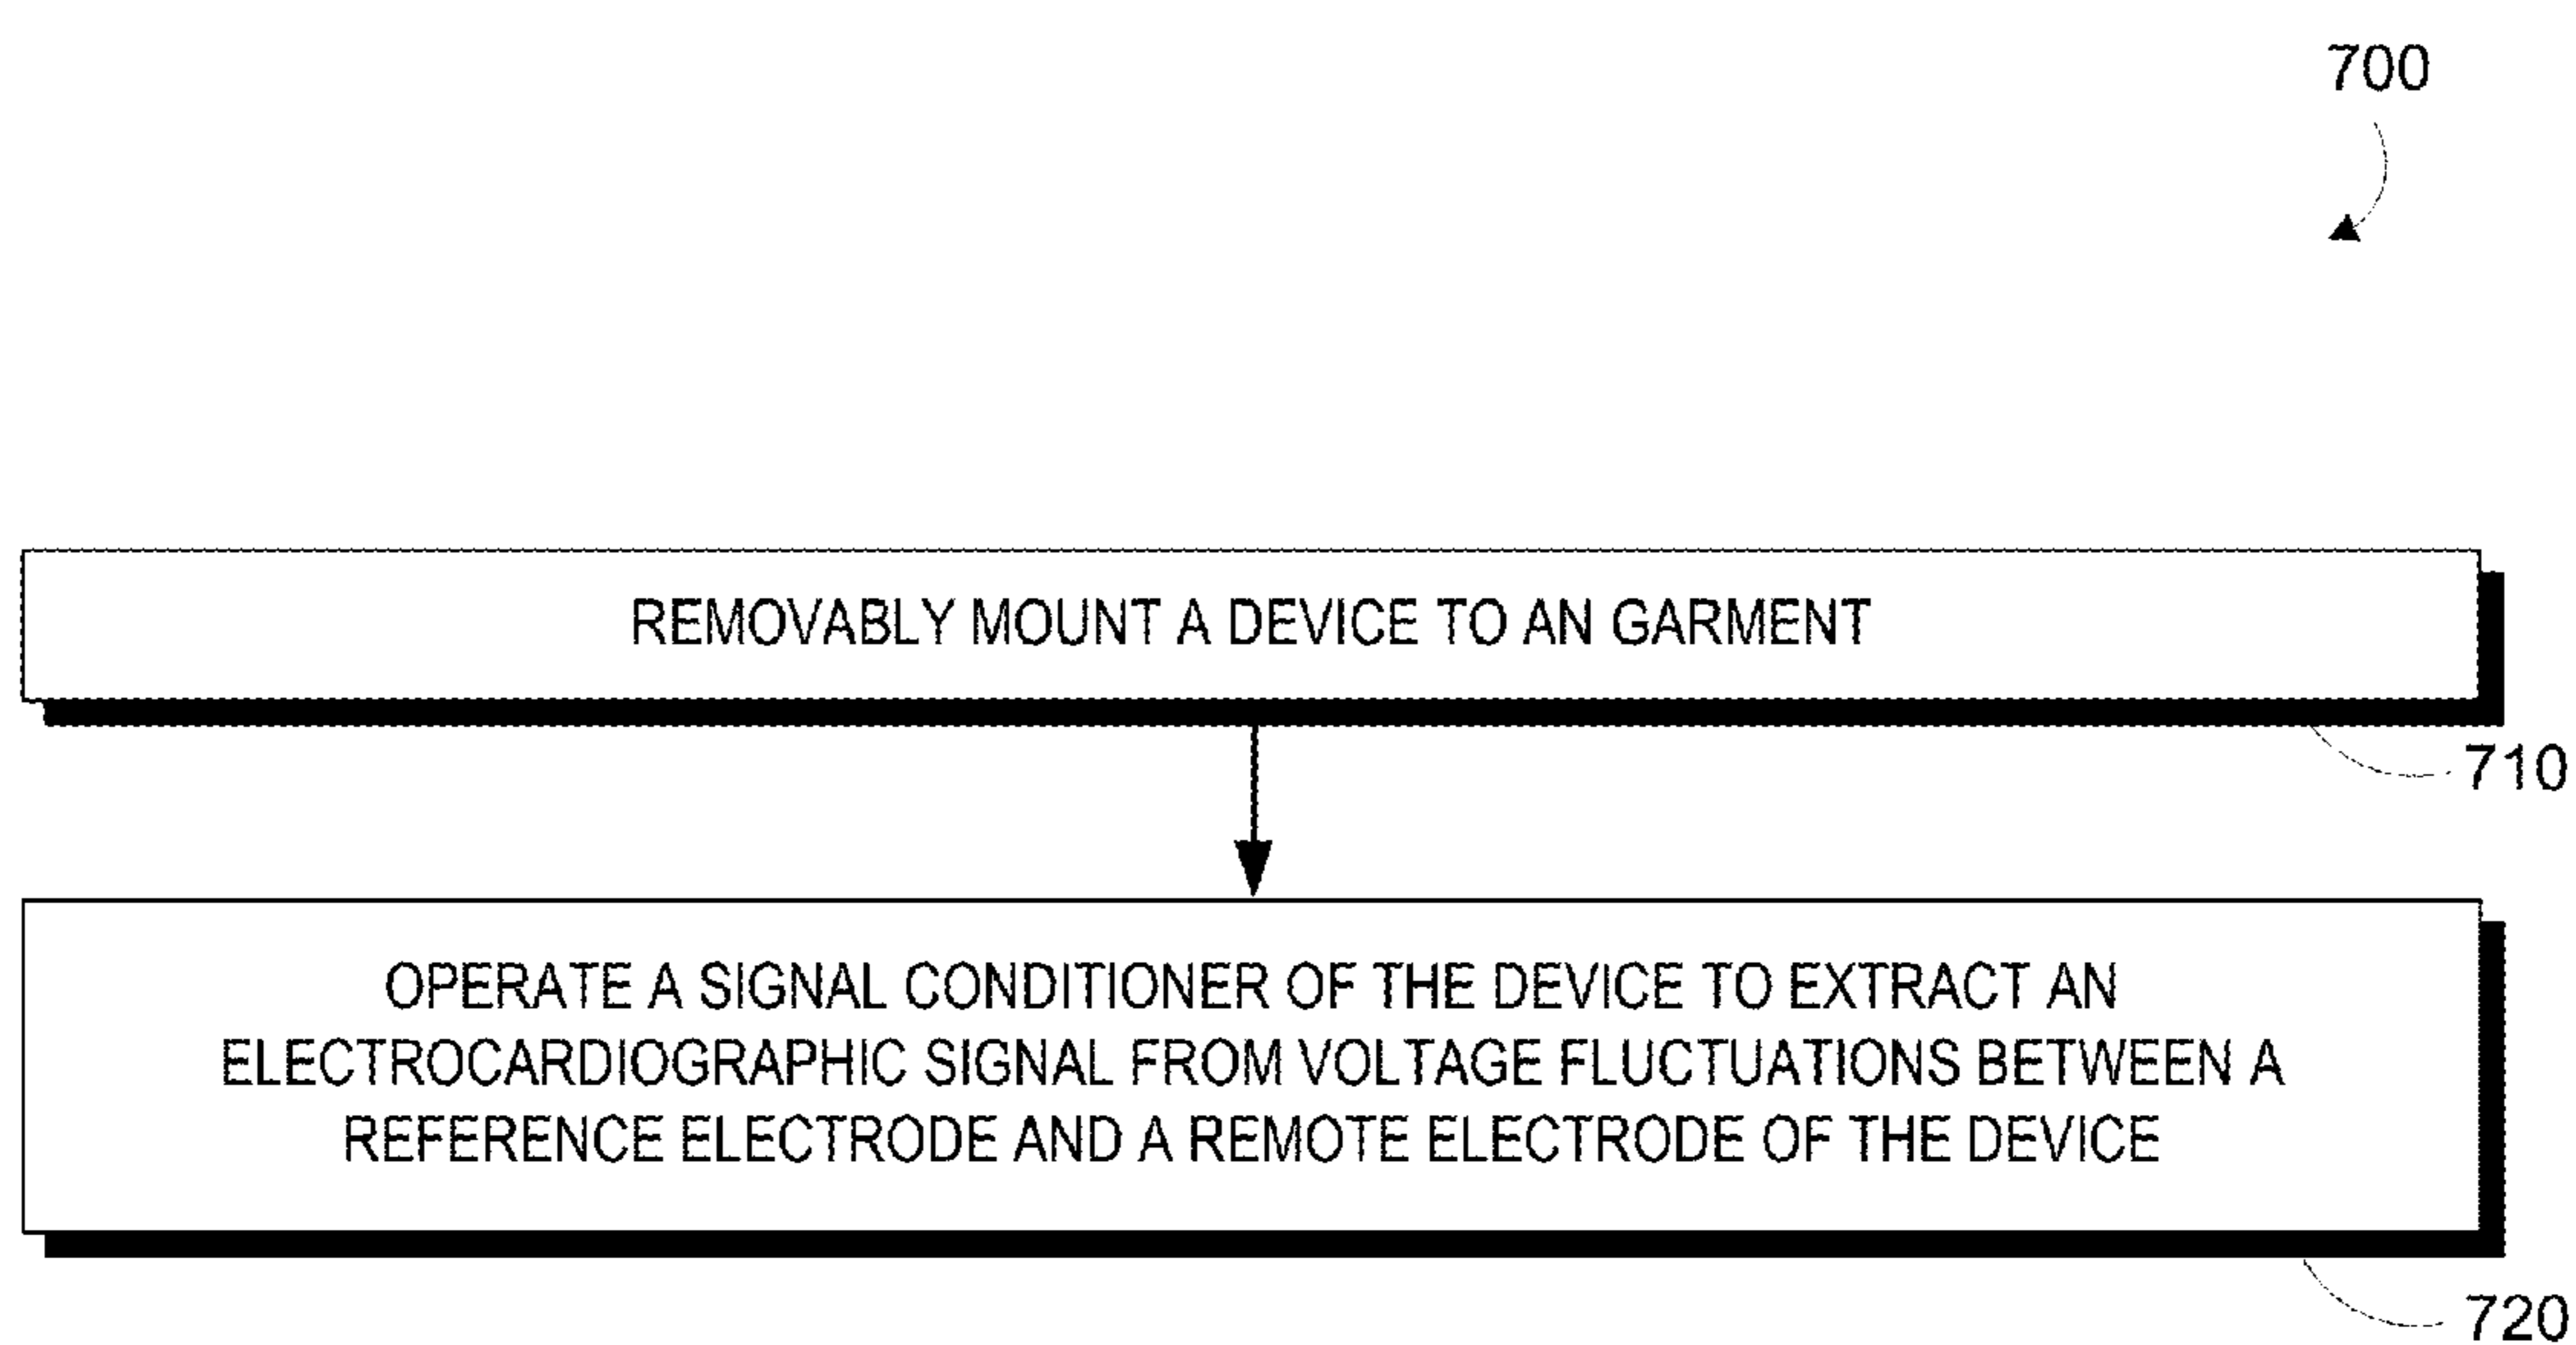 700
REMOVABLY MOUNT A DEVICE TO AN GARMENT
710
OPERATE A SIGNAL CONDITIONER OF THE DEVICE TO EXTRACT AN
ELECTROCARDIOGRAPHIC SIGNAL FROM VOLTAGE FLUCTUATIONS BETWEEN A
REFERENCE ELECTRODE AND A REMOTE ELECTRODE OF THE DEVICE
720